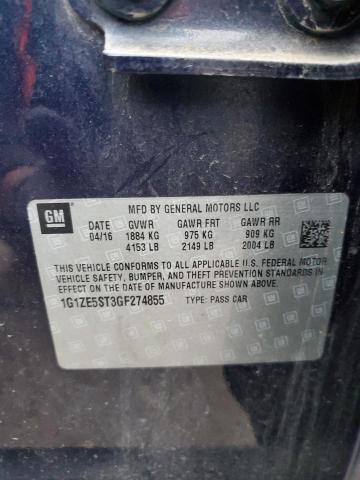 GM
MFD BY GENERAL MOTORS LLC
DATE GVWR GAWR FRT GAWR RR
04/16 1884 KG 975 KG 909 KG
4153 LB 2149 LB 2004 LB
THIS VEHICLE CONFORMS TO ALL APPLICABLE U.S. FEDERAL MOTOR
VEHICLE SAFETY, BUMPER, AND THEFT PREVENTION STANDARDS IN
EFFECT ON THE DATE OF MANUFACTURE SHOWN ABOVE.
1G1ZE5ST3GF274855 TYPE: PASS CAR